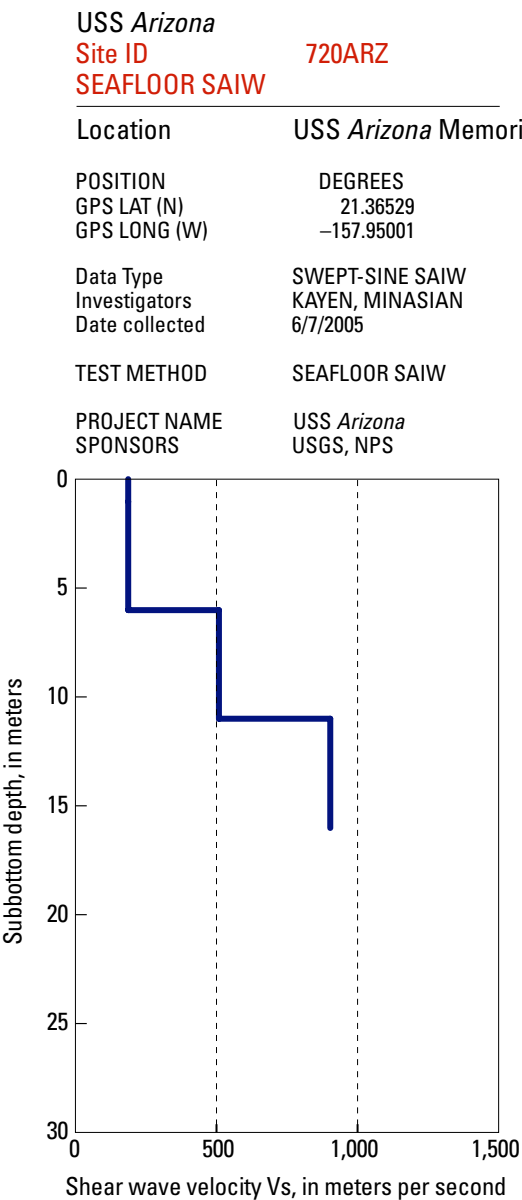 USS Arizona
Site ID 720ARZ
SEAFLOOR SAIW
Location USS Arizona Memori
POSITION DEGREES
GPS LAT (N) 21.36529
GPS LONG (W) –157.95001
Data Type SWEPT-SINE SAIW
Investigators KAYEN, MINASIAN
Date collected 6/7/2005
TEST METHOD SEAFLOOR SAIW
PROJECT NAME USS Arizona
SPONSORS USGS, NPS
0
5
10
15
20
25
30
Subbottom depth, in meters
0 500 1,000 1,500
Shear wave velocity Vs, in meters per second